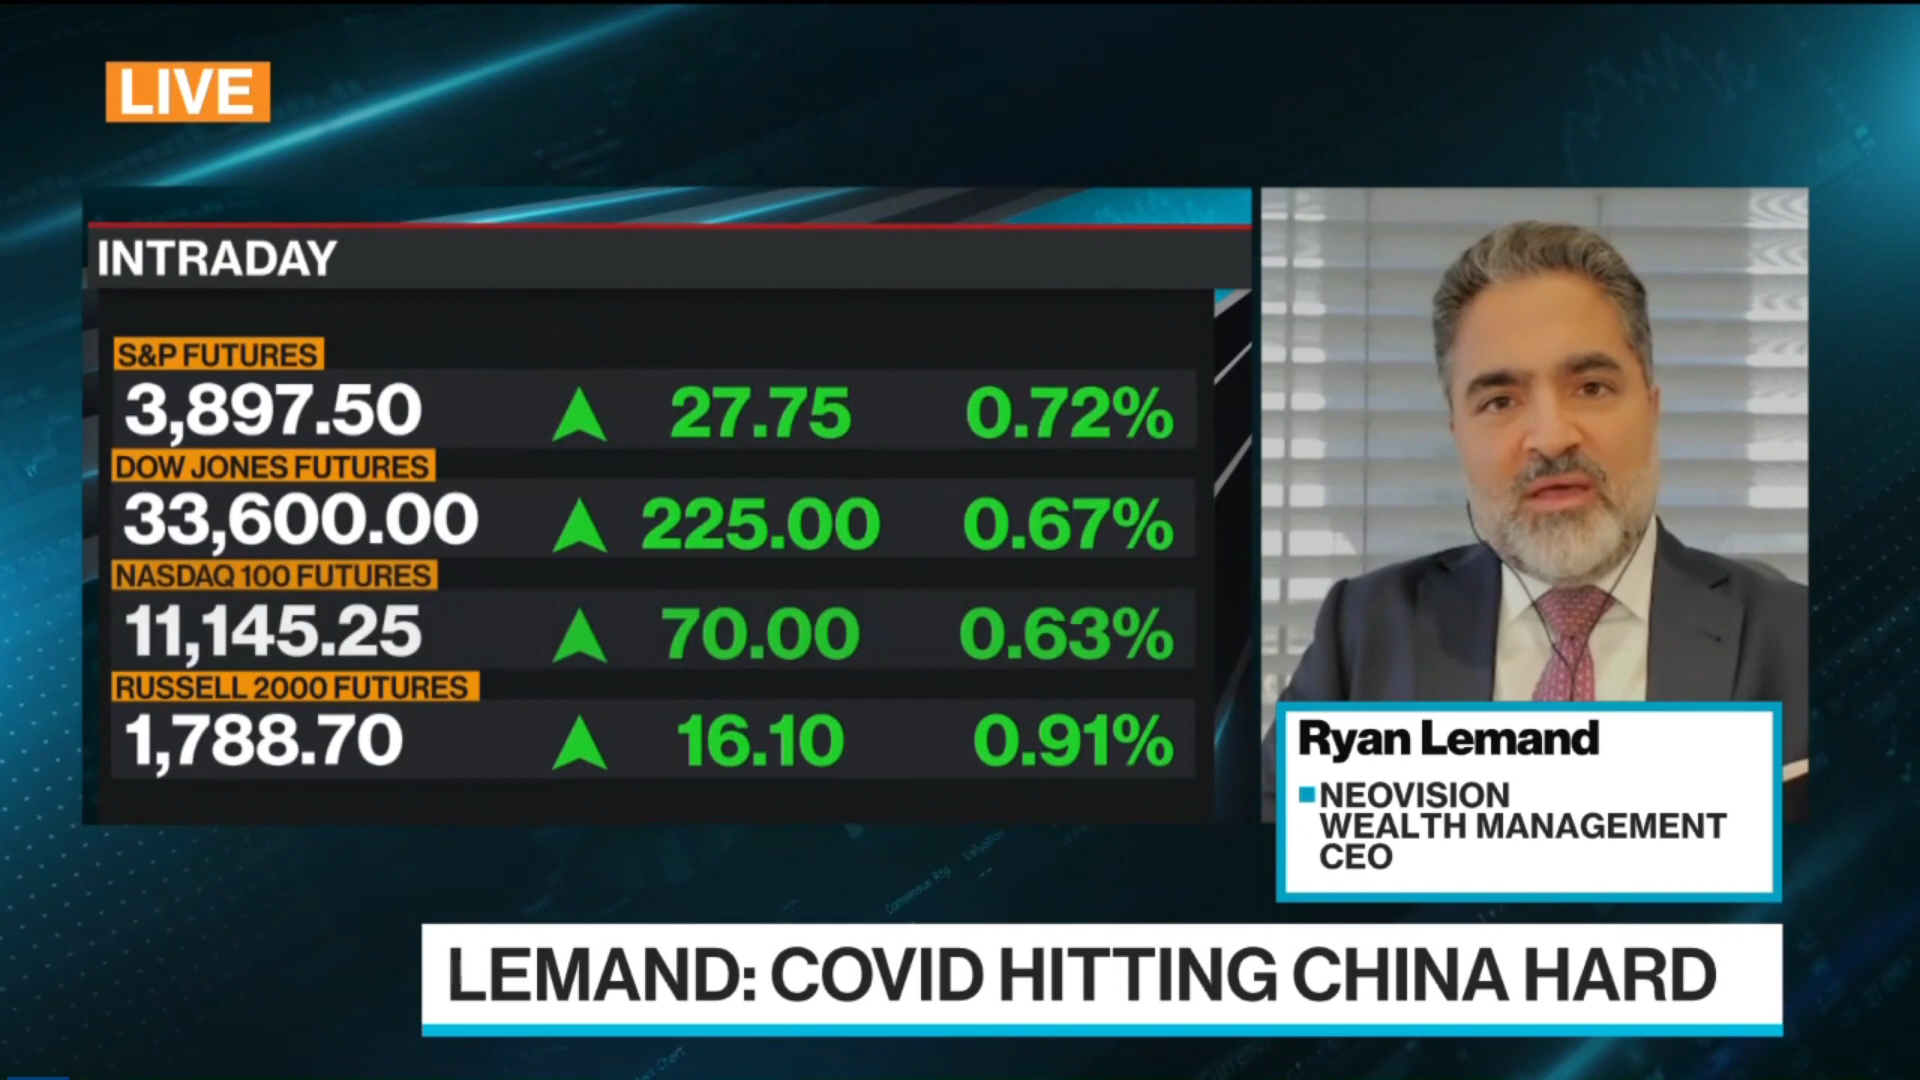 LIVE
INTRADAY
S&P FUTURES
3,897.50 ▲ 27.75 0.72%
DOW JONES FUTURES
33,600.00 ▲ 225.00 0.67%
NASDAQ 100 FUTURES
11,145.25 ▲ 70.00 0.63%
RUSSELL 2000 FUTURES
1,788.70 ▲ 16.10 0.91%
Ryan Lemand
NEOVISION
WEALTH MANAGEMENT
CEO
Valuation
LEMAND: COVID HITTING CHINA HARD